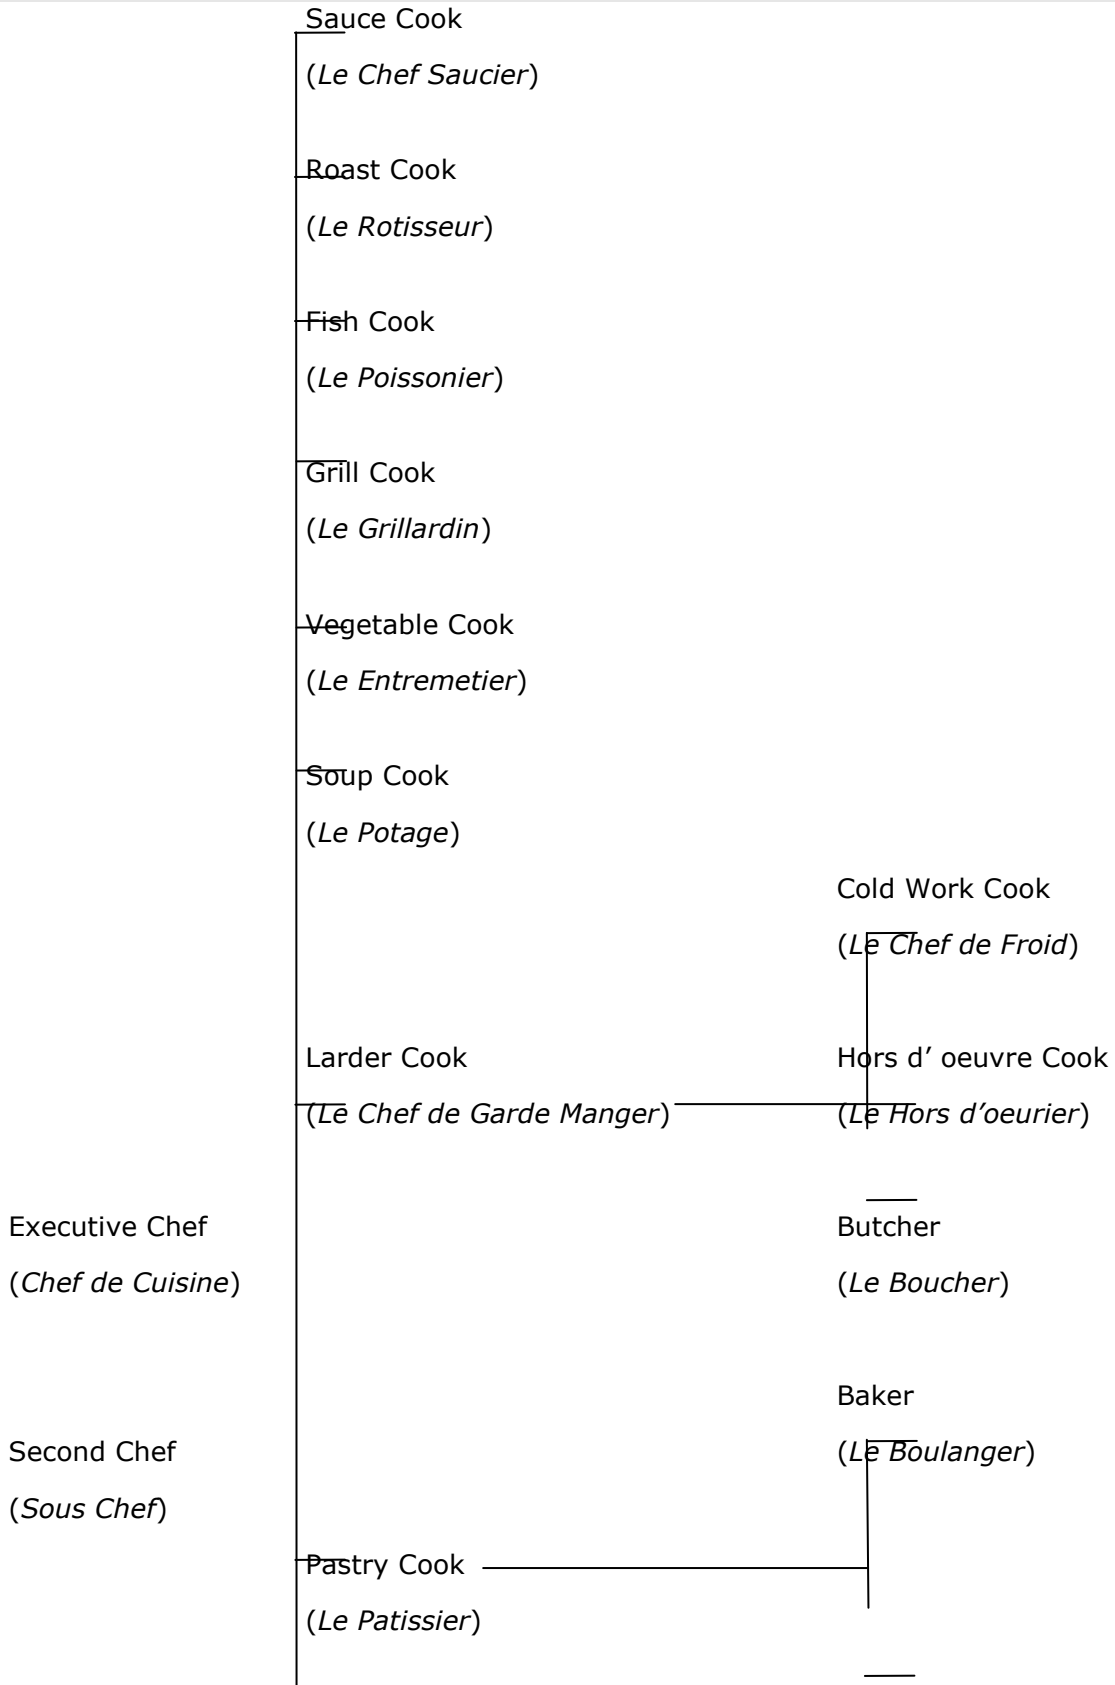 Sauce Cook
(Le Chef Saucier)
Roast Cook
(Le Rotisseur)
Fish Cook
(Le Poissonier)
Grill Cook
(Le Grillardin)
Vegetable Cook
(Le Entremetier)
Soup Cook
(Le Potage)
Cold Work Cook
(Le Chef de Froid)
Larder Cook
(Le Chef de Garde Manger)
Hors d’ oeuvre Cook
(Le Hors d’oeurier)
Executive Chef
(Chef de Cuisine)
Butcher
(Le Boucher)
Baker
(Le Boulanger)
Second Chef
(Sous Chef)
Pastry Cook
(Le Patissier)